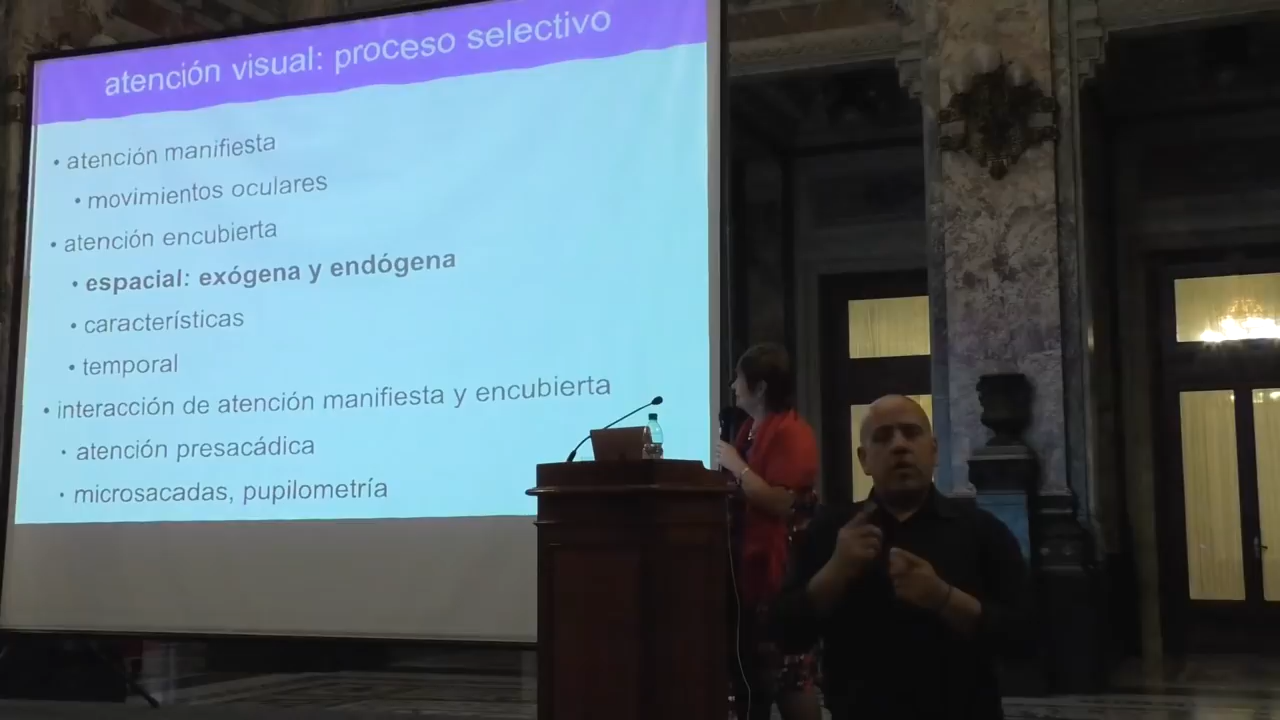 atención visual: proceso selectivo
• atención manifiesta
• movimientos oculares
• atención encubierta
• espacial: exógena y endógena
• características
• temporal
• interacción de atención manifiesta y encubierta
• atención presacádica
• microsacadas, pupilometría